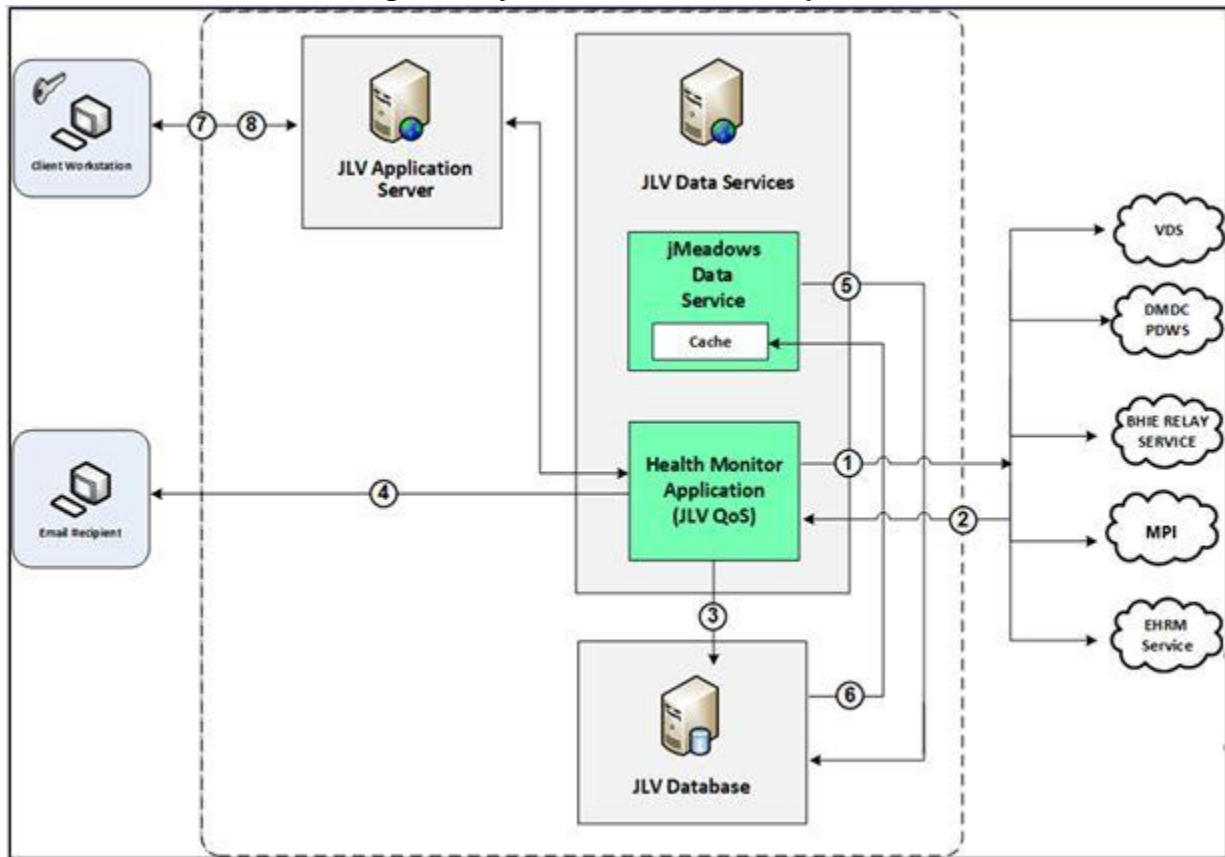 Client Workstation
7
8
JLV Application
Server
JLV Data Services
jMeadows
Data
Service
Cache
5
VDS
DMDC
PDWS
BHIE RELAY
SERVICE
MPI
EHRM
Service
Health Monitor
Application
(JLV QoS)
1
2
Email Recipient
4
3
6
JLV Database